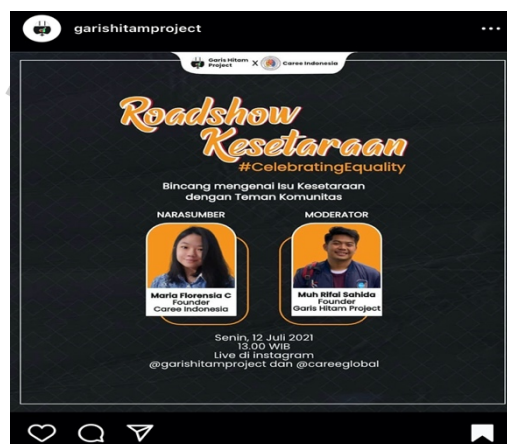 garishitamproject
Garis Hitam Project X Caree Indonesia
Roadshow
Kesetaraan
#CelebratingEquality
Bincang mengenai Isu Kesetaraan
dengan Teman Komunitas
NARASUMBER
Maria Florensia C
Founder
Caree Indonesia
MODERATOR
Muh Rifai Sahida
Founder
Garis Hitam Project
Senin, 12 Juli 2021
13.00 WIB
Live di instagram
@garishitamproject dan @careeglobal